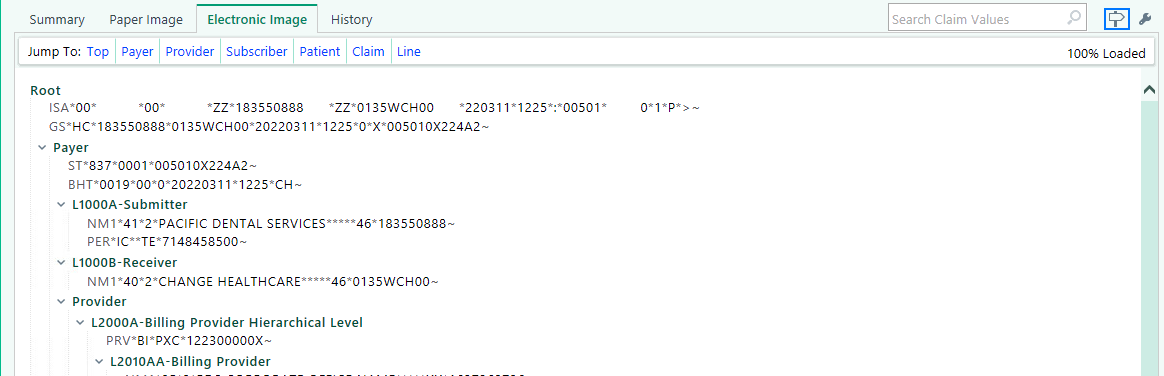 Summary Paper Image Electronic Image History Search Claim Values
Jump To: Top Payer Provider Subscriber Patient Claim Line 100% Loaded
Root
ISA*00*          *00*          *ZZ*183550888      *ZZ*0135WCH00      *220311*1225*:*00501*         0*1*P*>~
GS*HC*183550888*0135WCH00*20220311*1225*0*X*005010X224A2~
Payer
ST*837*0001*005010X224A2~
BHT*0019*00*0*20220311*1225*CH~
L1000A-Submitter
NM1*41*2*PACIFIC DENTAL SERVICES*****46*183550888~
PER*IC**TE*7148458500~
L1000B-Receiver
NM1*40*2*CHANGE HEALTHCARE*****46*0135WCH00~
Provider
L2000A-Billing Provider Hierarchical Level
PRV*BI*PXC*122300000X~
L2010AA-Billing Provider